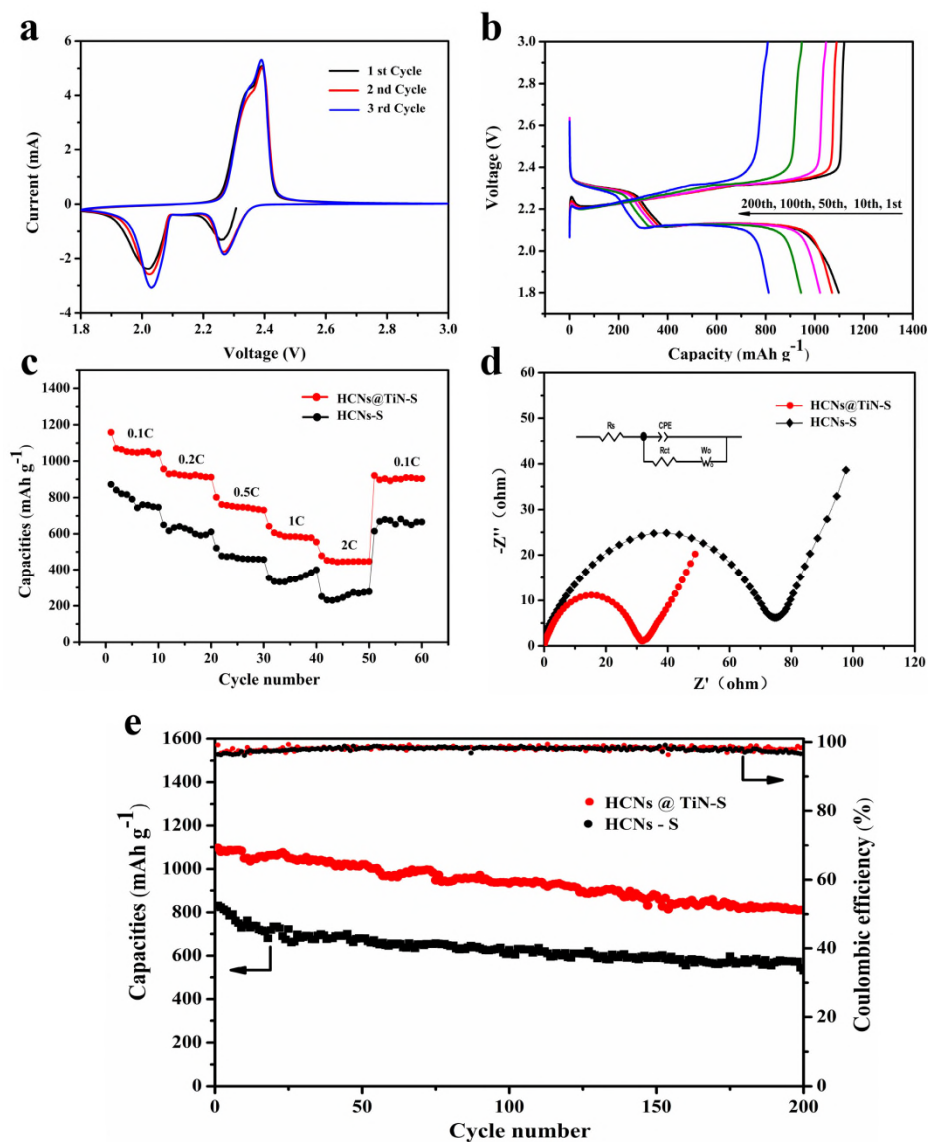 a
6
4
2
0
-2
-4
1.8
2.0
2.2
2.4
2.6
2.8
3.0
Current (mA)
Voltage (V)
1 st Cycle
2 nd Cycle
3 rd Cycle
b
3.0
2.8
2.6
2.4
2.2
2.0
1.8
0
200
400
600
800
1000
1200
1400
Voltage (V)
Capacity (mAh g-1)
200th, 100th, 50th, 10th, 1st
c
1400
1200
1000
800
600
400
200
0
0
10
20
30
40
50
60
Capacities (mAh g-1)
Cycle number
HCNs@TiN-S
HCNs-S
0.1C
0.2C
0.5C
1C
2C
0.1C
d
60
50
40
30
20
10
0
0
20
40
60
80
100
120
-Z'' (ohm)
Z' (ohm)
HCNs@TiN-S
HCNs-S
Rs
CPE
Rct
Wo
e
1600
1400
1200
1000
800
600
400
200
0
0
50
100
150
200
100
80
60
40
20
0
Capacities (mAh g-1)
Cycle number
Coulombic efficiency (%)
HCNs @ TiN-S
HCNs - S